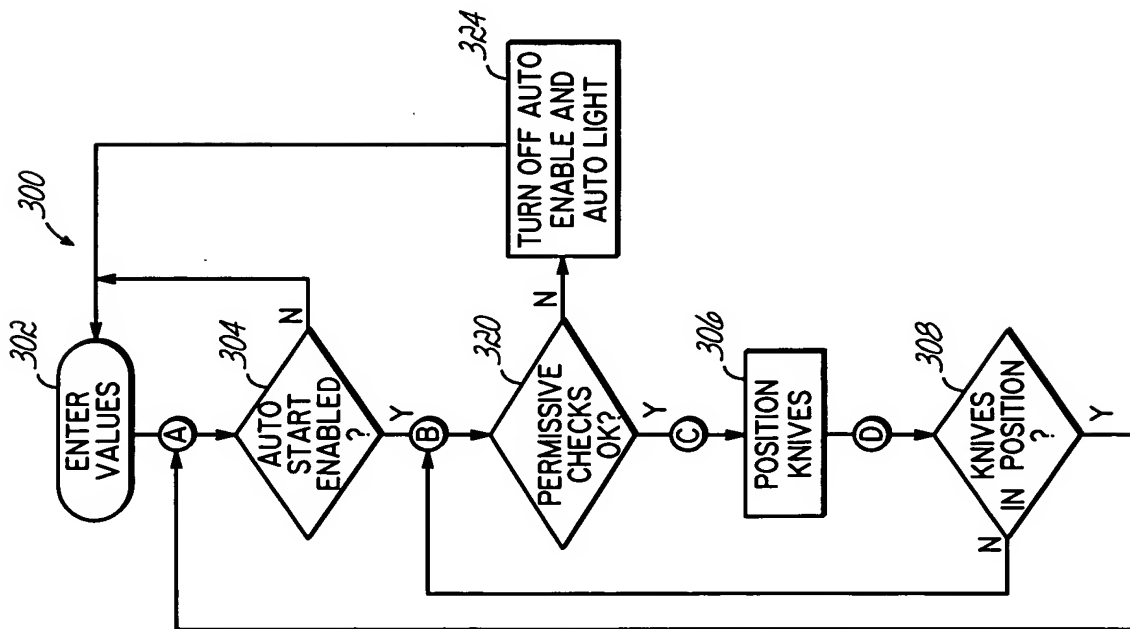 300
302
ENTER
VALUES
A
304
AUTO
START
ENABLED
?
N
Y
B
320
PERMISSIVE
CHECKS
OK?
N
324
TURN OFF AUTO
ENABLE AND
AUTO LIGHT
Y
C
306
POSITION
KNIVES
D
308
KNIVES
IN POSITION
?
N
Y